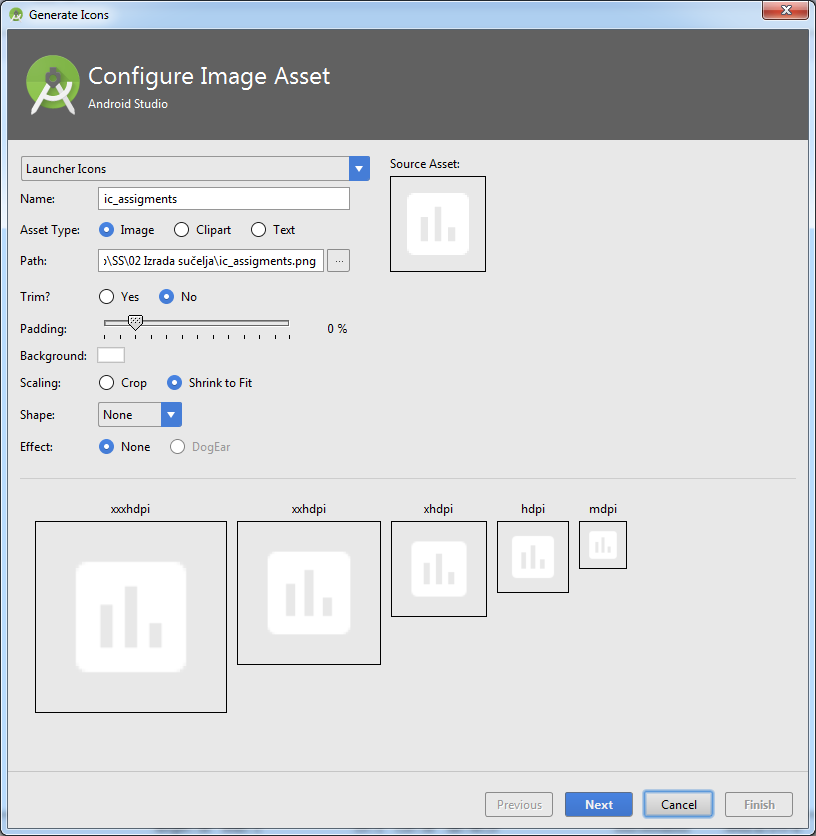 Generate Icons
Configure Image Asset
Android Studio
Launcher Icons
Source Asset:
Name: ic_assigments
Asset Type: Image Clipart Text
Path: \SS\02 Izrada sučelja\ic_assigments.png ...
Trim? Yes No
Padding: 0 %
Background:
Scaling: Crop Shrink to Fit
Shape: None
Effect: None DogEar
xxxhdpi xxhdpi xhdpi hdpi mdpi
Previous Next Cancel Finish